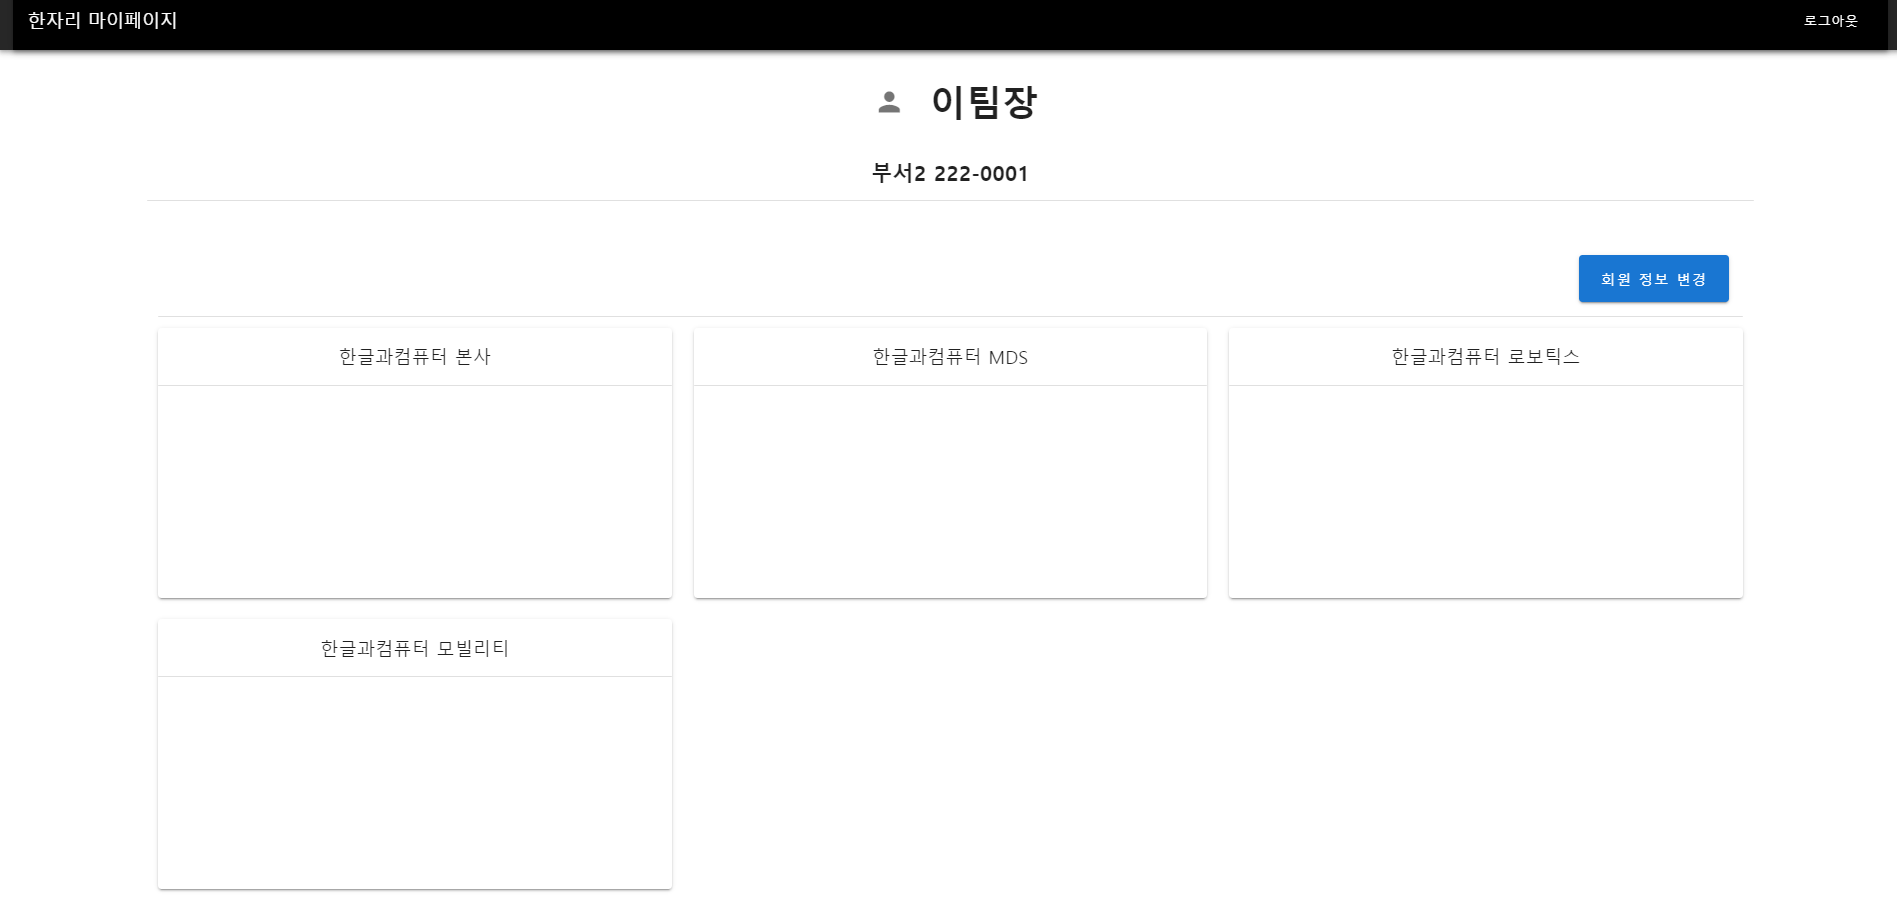 한자리 마이페이지
로그아웃
이팀장
부서2 222-0001
회원 정보 변경
한글과컴퓨터 본사
한글과컴퓨터 MDS
한글과컴퓨터 로보틱스
한글과컴퓨터 모빌리티